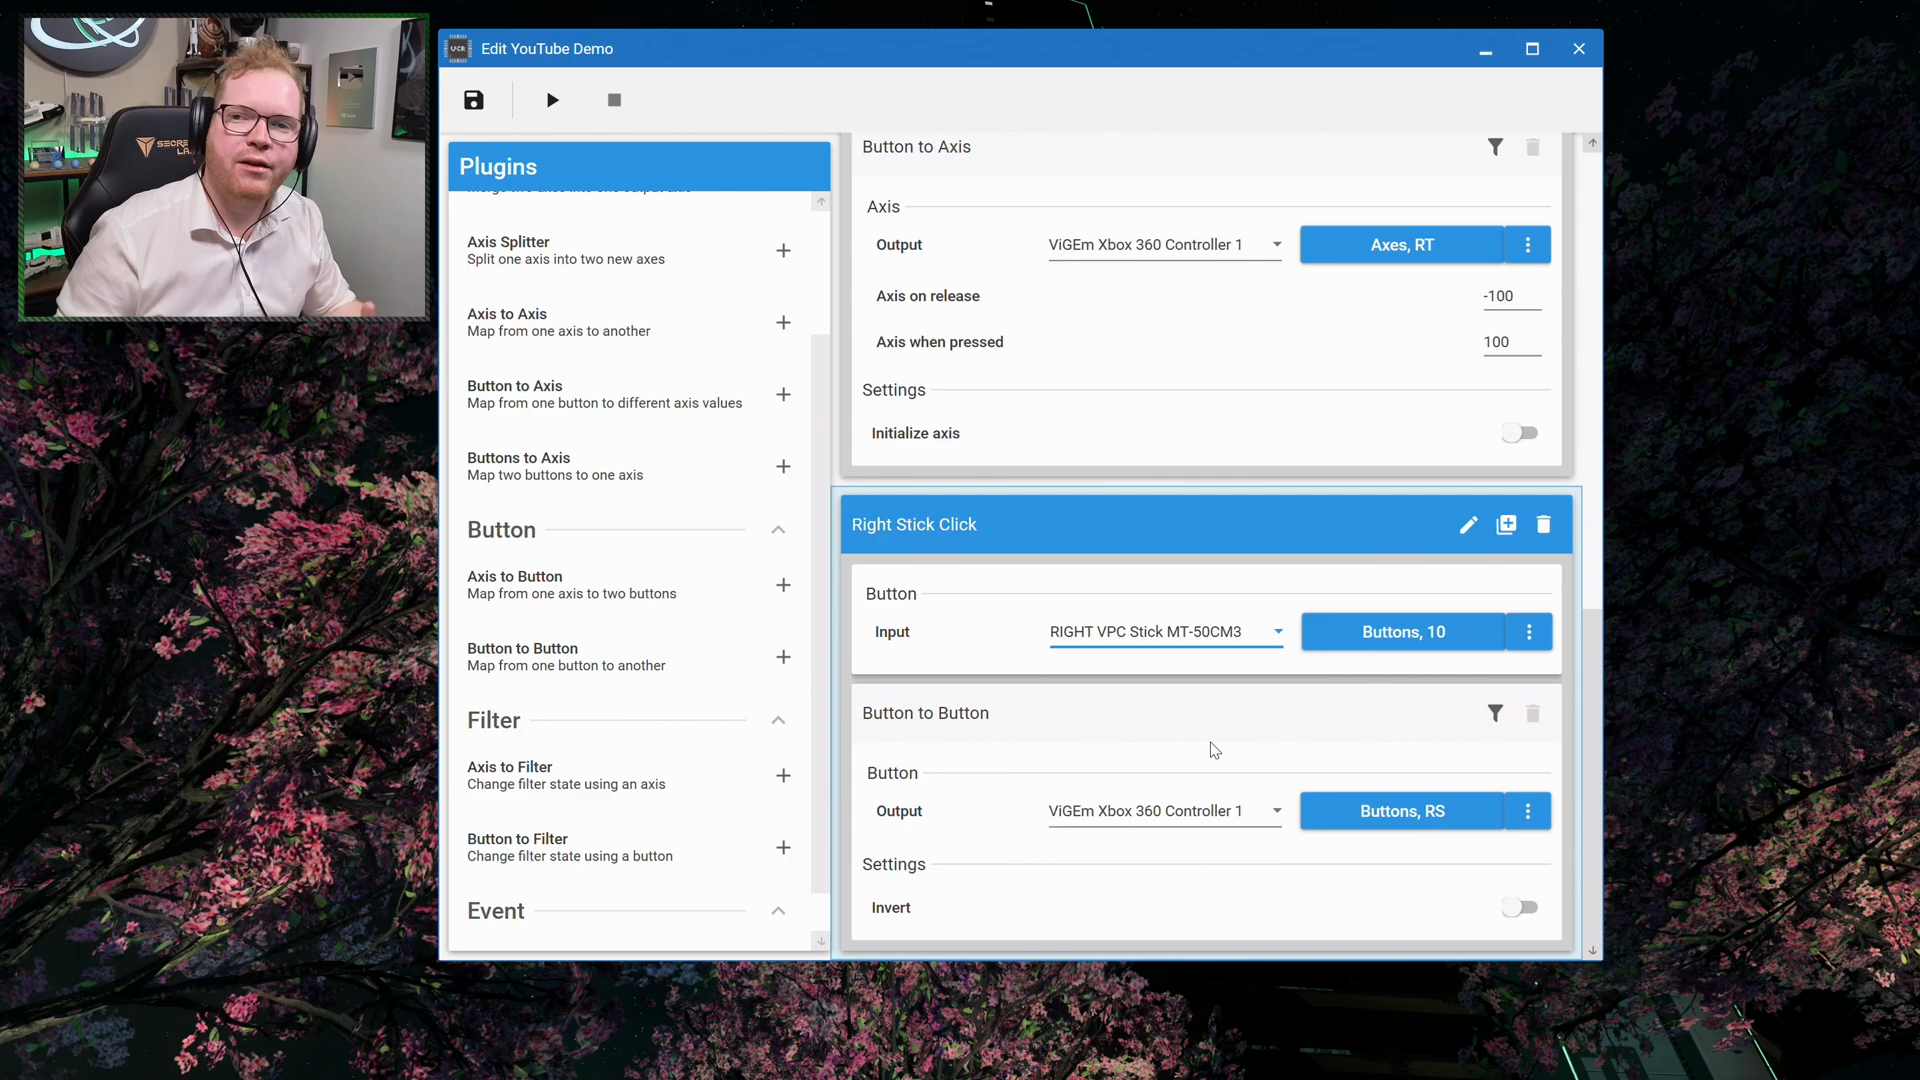 UCR
Edit YouTube Demo
Plugins
Axis Splitter
Split one axis into two new axes
Axis to Axis
Map from one axis to another
Button to Axis
Map from one button to different axis values
Buttons to Axis
Map two buttons to one axis
Button
Axis to Button
Map from one axis to two buttons
Button to Button
Map from one button to another
Filter
Axis to Filter
Change filter state using an axis
Button to Filter
Change filter state using a button
Event
Button to Axis
Axis
Output
ViGEm Xbox 360 Controller 1
Axes, RT
Axis on release
-100
Axis when pressed
100
Settings
Initialize axis
Right Stick Click
Button
Input
RIGHT VPC Stick MT-50CM3
Buttons, 10
Button to Button
Button
Output
ViGEm Xbox 360 Controller 1
Buttons, RS
Settings
Invert